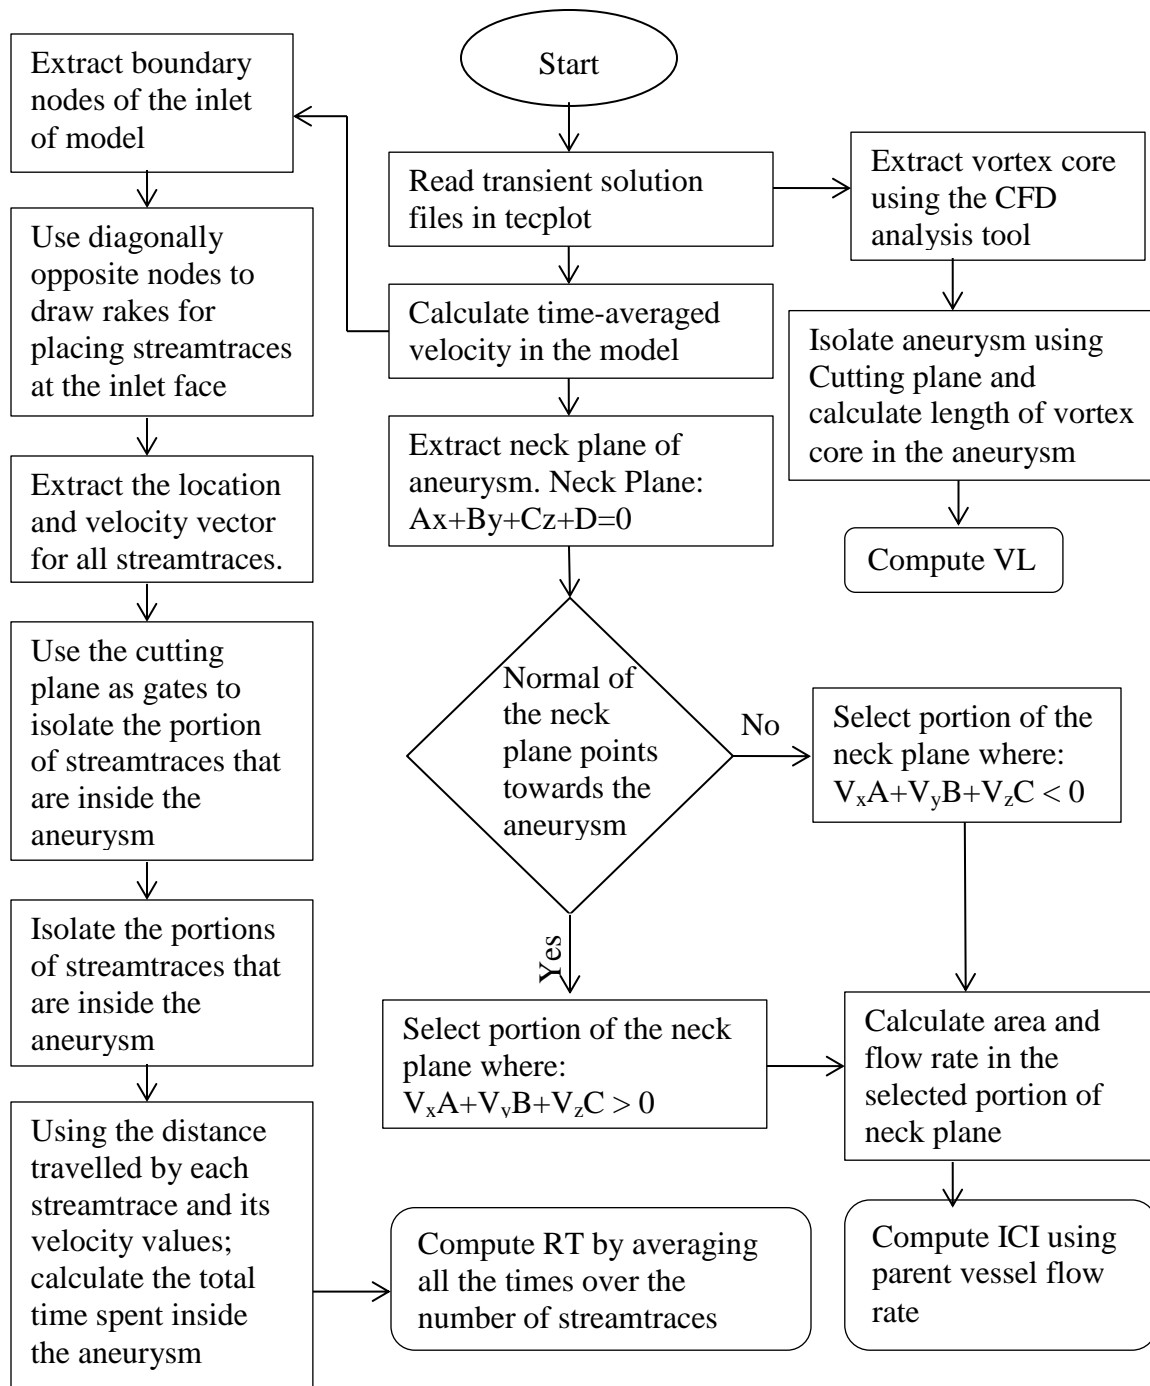 Start
Read transient solution
files in tecplot
Extract vortex core
using the CFD
analysis tool
Isolate aneurysm using
Cutting plane and
calculate length of vortex
core in the aneurysm
Compute VL
Calculate time-averaged
velocity in the model
Extract boundary
nodes of the inlet
of model
Use diagonally
opposite nodes to
draw rakes for
placing streamtraces
at the inlet face
Extract the location
and velocity vector
for all streamtraces.
Use the cutting
plane as gates to
isolate the portion
of streamtraces that
are inside the
aneurysm
Isolate the portions
of streamtraces that
are inside the
aneurysm
Using the distance
travelled by each
streamtrace and its
velocity values;
calculate the total
time spent inside
the aneurysm
Compute RT by averaging
all the times over the
number of streamtraces
Extract neck plane of
aneurysm. Neck Plane:
Ax+By+Cz+D=0
Normal of
the neck
plane points
towards the
aneurysm
No
Select portion of the
neck plane where:
VₓA+VᵧB+V_zC < 0
Yes
Select portion of the neck
plane where:
VₓA+VᵧB+V_zC > 0
Calculate area and
flow rate in the
selected portion of
neck plane
Compute ICI using
parent vessel flow
rate